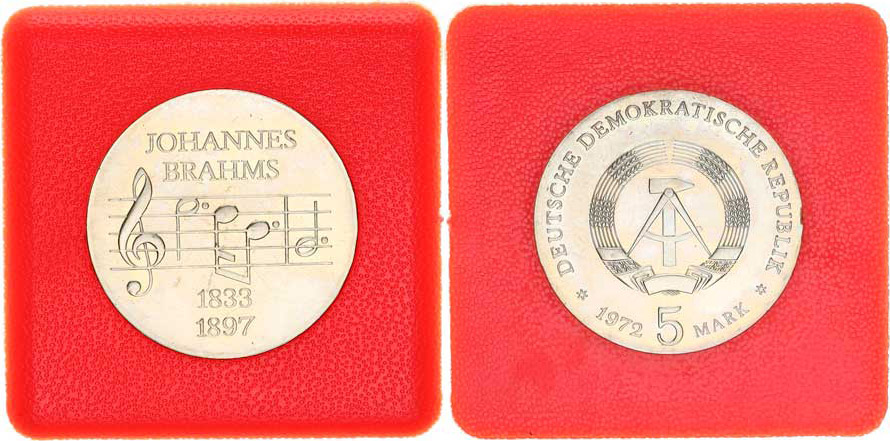 JOHANNES
BRAHMS
1833
1897
DEUTSCHE DEMOKRATISCHE REPUBLIK
* 1972 5 MARK *